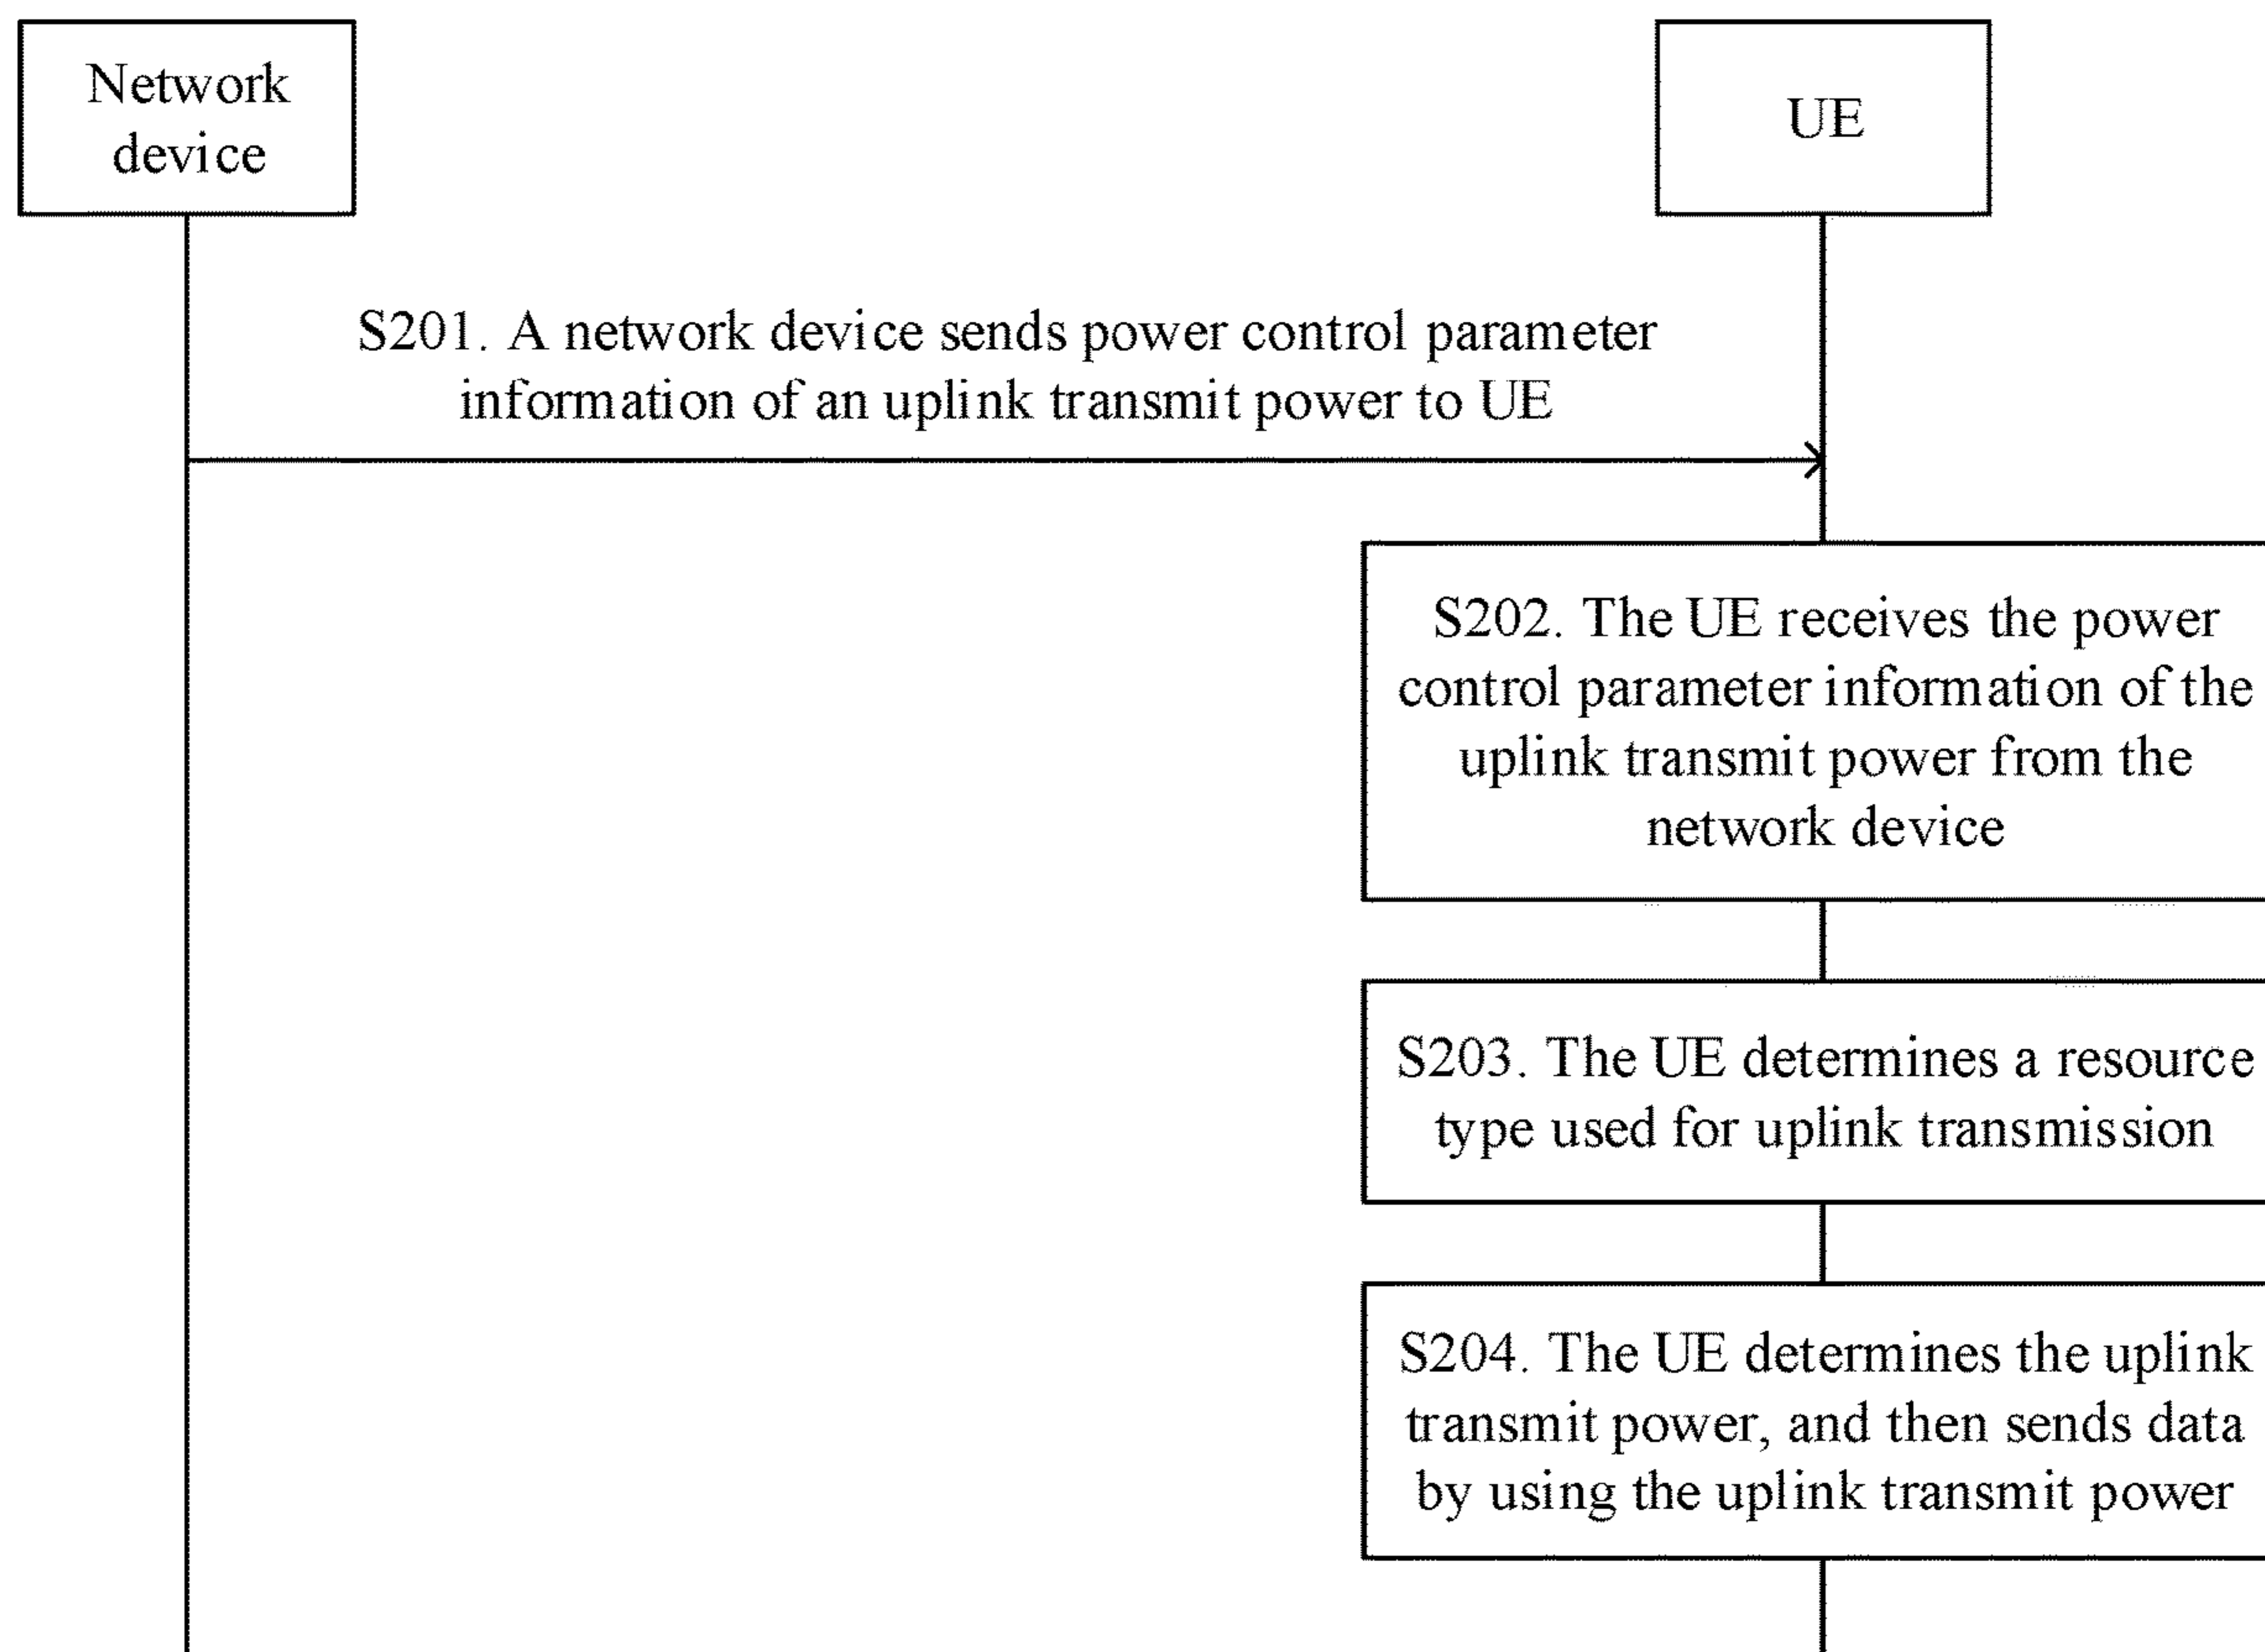 Network
device
UE
S201. A network device sends power control parameter
information of an uplink transmit power to UE
S202. The UE receives the power
control parameter information of the
uplink transmit power from the
network device
S203. The UE determines a resource
type used for uplink transmission
S204. The UE determines the uplink
transmit power, and then sends data
by using the uplink transmit power